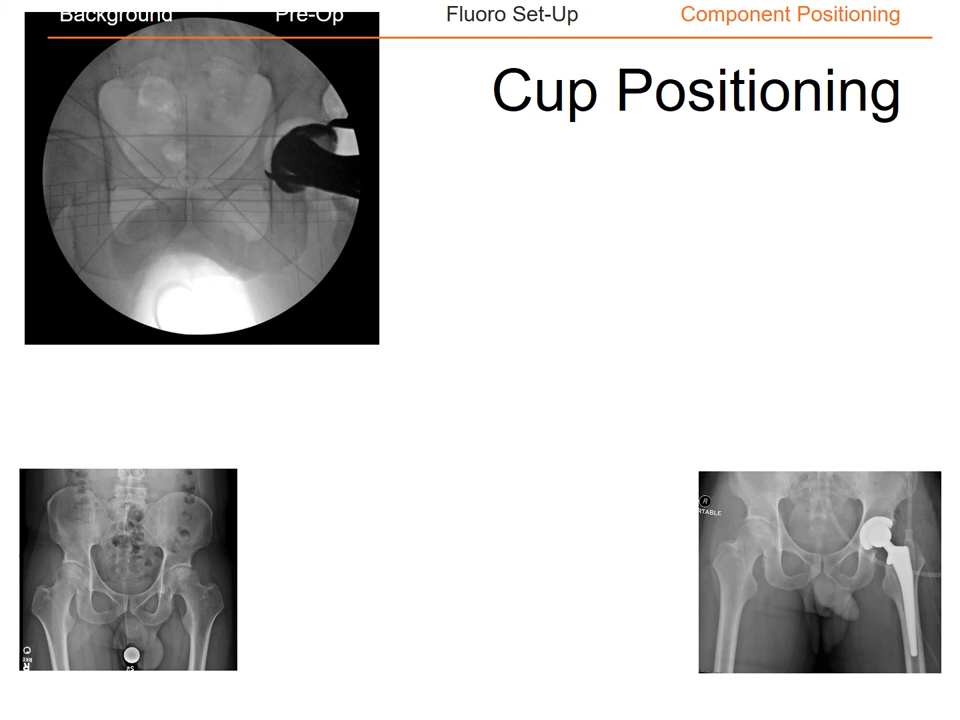 Background Pre-Op Fluoro Set-Up Component Positioning
Cup Positioning
R
RTABLE
R